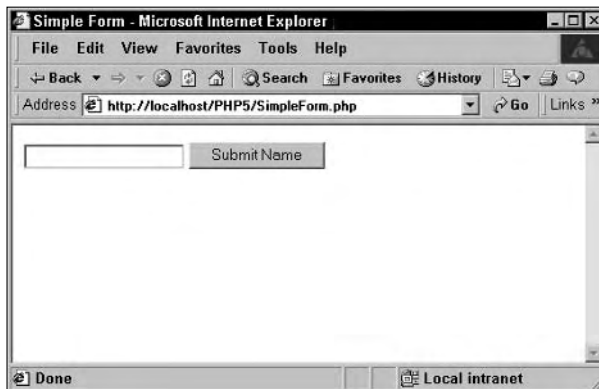 Simple Form - Microsoft Internet Explorer
File Edit View Favorites Tools Help
Back Search Favorites History
Address http://localhost/PHP5/SimpleForm.php Go Links »
Submit Name
Done Local intranet